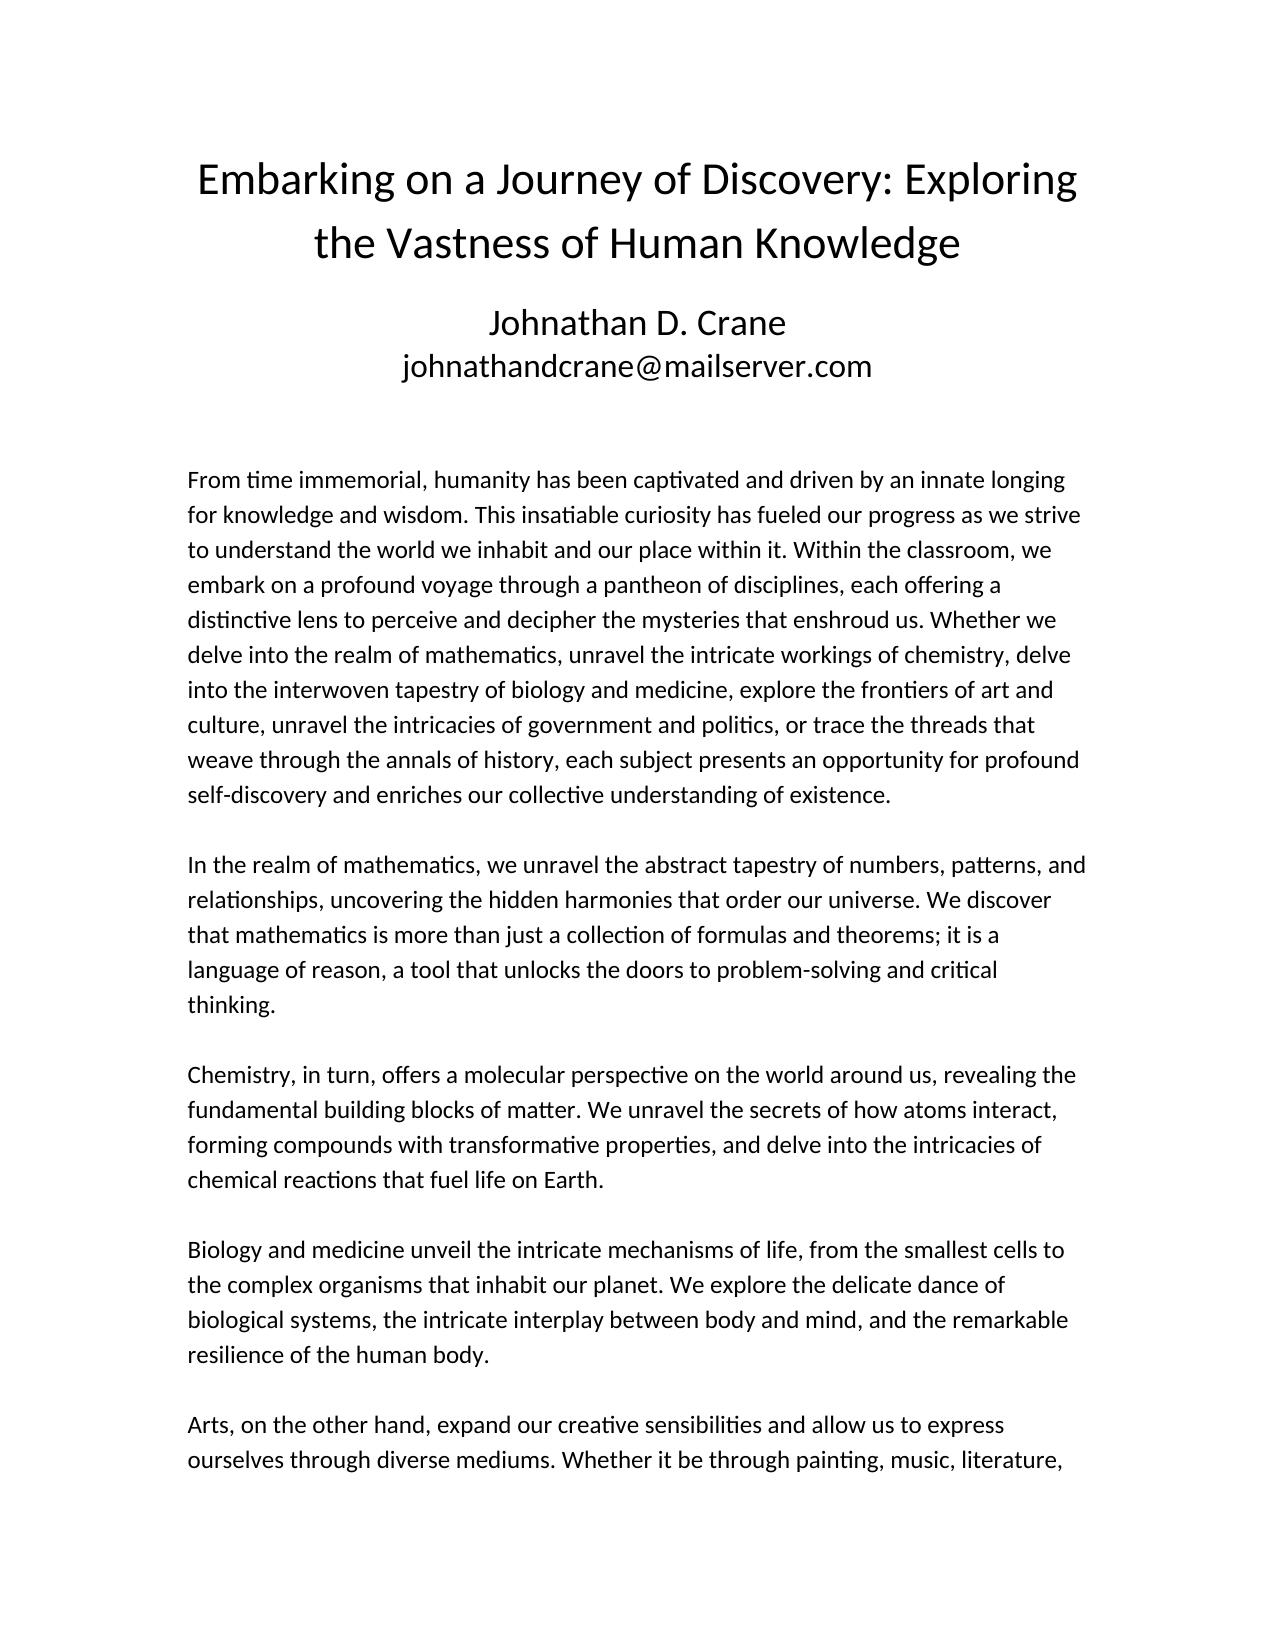 Embarking on a Journey of Discovery: Exploring
the Vastness of Human Knowledge
Johnathan D. Crane
johnathandcrane@mailserver.com
From time immemorial, humanity has been captivated and driven by an innate longing
for knowledge and wisdom. This insatiable curiosity has fueled our progress as we strive
to understand the world we inhabit and our place within it. Within the classroom, we
embark on a profound voyage through a pantheon of disciplines, each offering a
distinctive lens to perceive and decipher the mysteries that enshroud us. Whether we
delve into the realm of mathematics, unravel the intricate workings of chemistry, delve
into the interwoven tapestry of biology and medicine, explore the frontiers of art and
culture, unravel the intricacies of government and politics, or trace the threads that
weave through the annals of history, each subject presents an opportunity for profound
self-discovery and enriches our collective understanding of existence.
In the realm of mathematics, we unravel the abstract tapestry of numbers, patterns, and
relationships, uncovering the hidden harmonies that order our universe. We discover
that mathematics is more than just a collection of formulas and theorems; it is a
language of reason, a tool that unlocks the doors to problem-solving and critical
thinking.
Chemistry, in turn, offers a molecular perspective on the world around us, revealing the
fundamental building blocks of matter. We unravel the secrets of how atoms interact,
forming compounds with transformative properties, and delve into the intricacies of
chemical reactions that fuel life on Earth.
Biology and medicine unveil the intricate mechanisms of life, from the smallest cells to
the complex organisms that inhabit our planet. We explore the delicate dance of
biological systems, the intricate interplay between body and mind, and the remarkable
resilience of the human body.
Arts, on the other hand, expand our creative sensibilities and allow us to express
ourselves through diverse mediums. Whether it be through painting, music, literature,